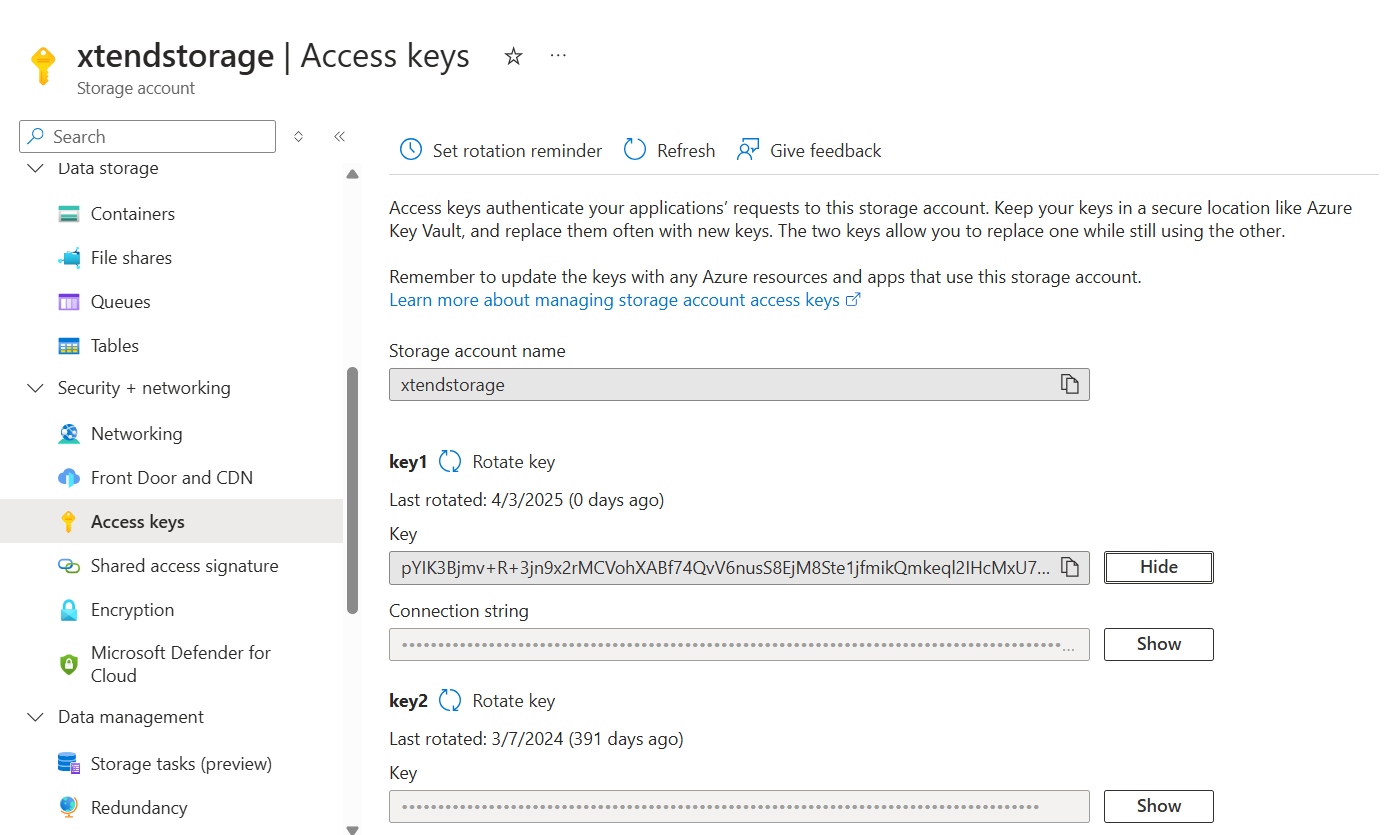 xtendstorage | Access keys
Storage account
Search
Data storage
Containers
File shares
Queues
Tables
Security + networking
Networking
Front Door and CDN
Access keys
Shared access signature
Encryption
Microsoft Defender for
Cloud
Data management
Storage tasks (preview)
Redundancy
Set rotation reminder
Refresh
Give feedback
Access keys authenticate your applications’ requests to this storage account. Keep your keys in a secure location like Azure
Key Vault, and replace them often with new keys. The two keys allow you to replace one while still using the other.
Remember to update the keys with any Azure resources and apps that use this storage account.
Learn more about managing storage account access keys
Storage account name
xtendstorage
key1 Rotate key
Last rotated: 4/3/2025 (0 days ago)
Key
Hide
Connection string
Show
key2 Rotate key
Last rotated: 3/7/2024 (391 days ago)
Key
Show